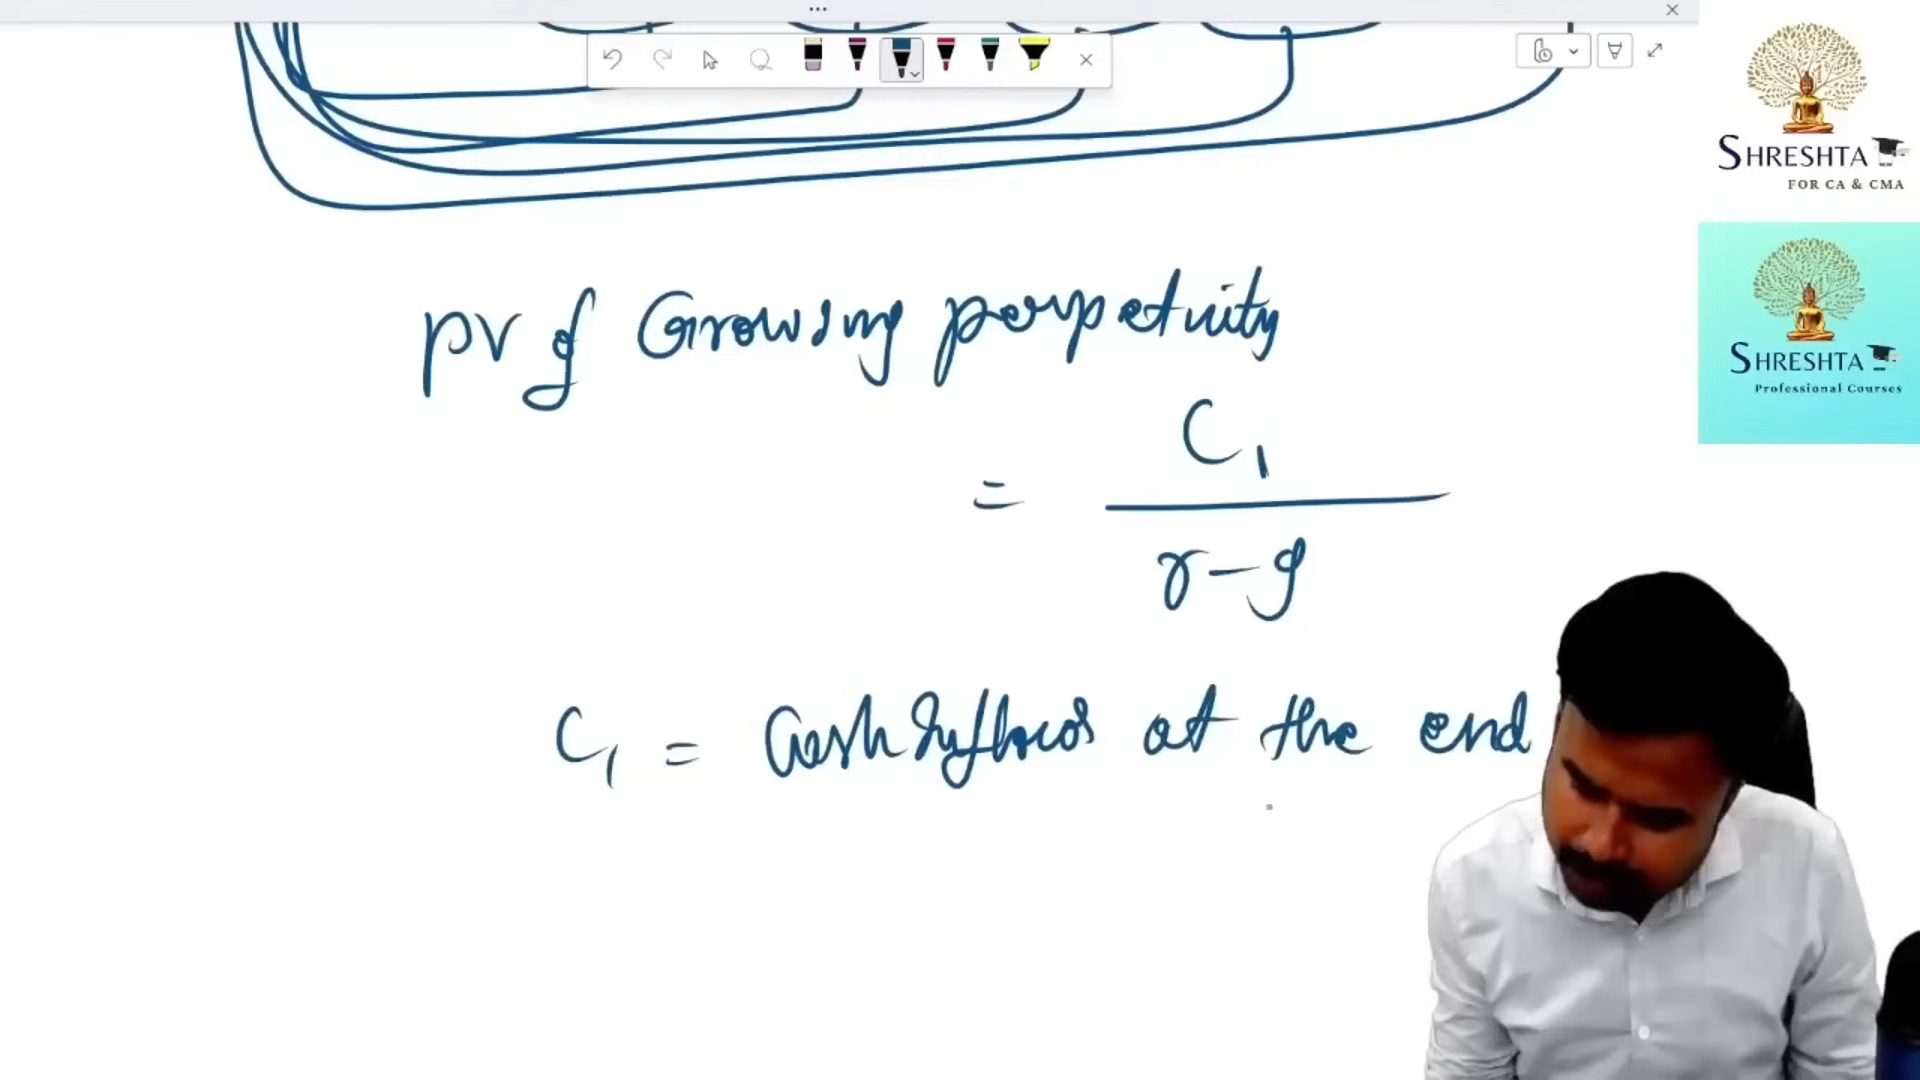 SHRESHTA
FOR CA & CMA
SHRESHTA
Professional Courses
PV of Growing perpetuity
= C₁
r-g
C₁ = Cash Inflows at the end